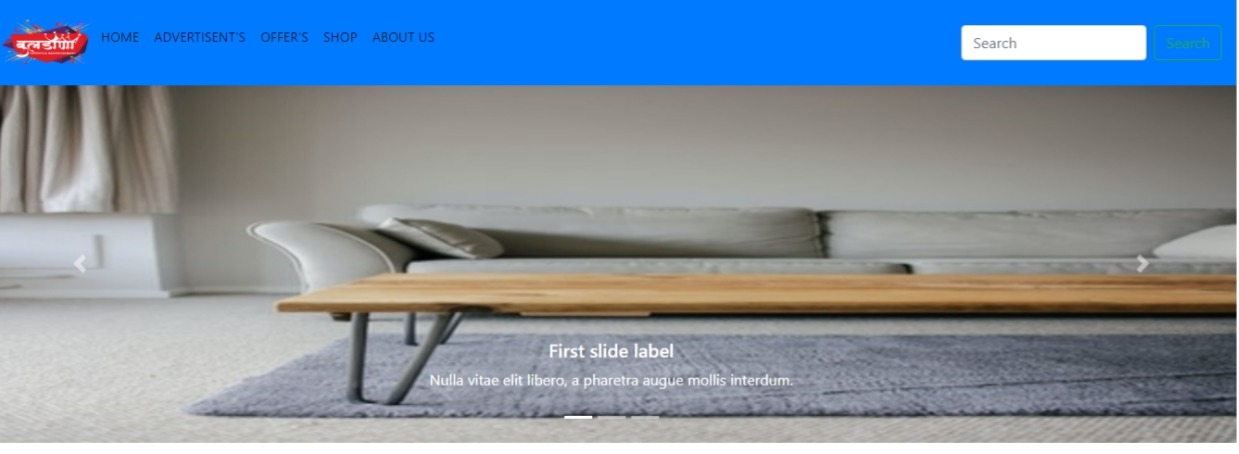 बुलडाणा
HOME ADVERTISENT'S OFFER'S SHOP ABOUT US
Search Search
First slide label
Nulla vitae elit libero, a pharetra augue mollis interdum.